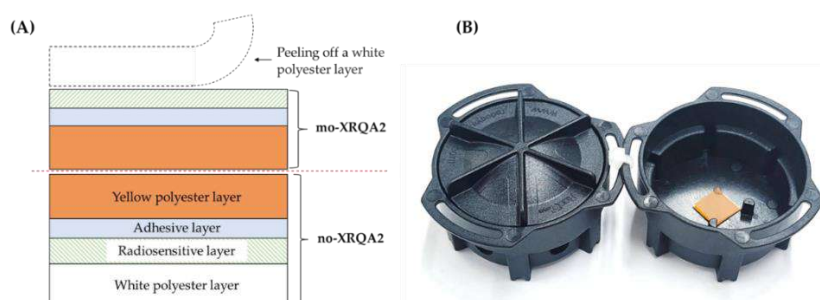 (A)
Peeling off a white
polyester layer
mo-XRQA2
Yellow polyester layer
Adhesive layer
Radiosensitive layer
White polyester layer
no-XRQA2
(B)